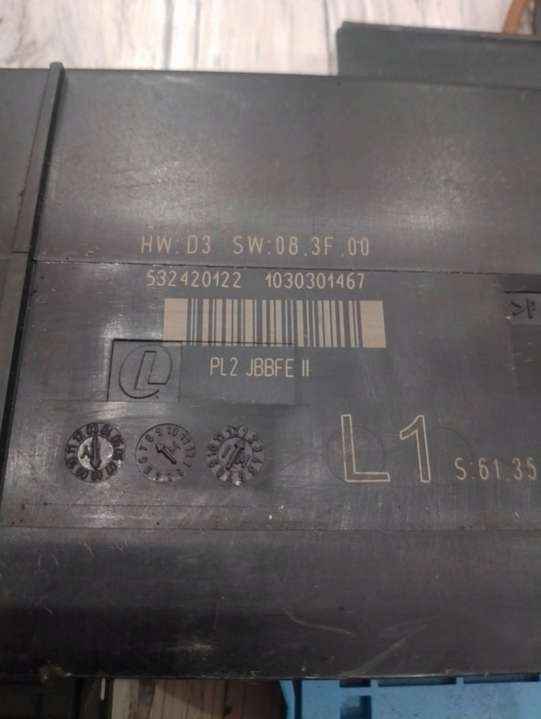 HW:D3 SW:08.3F.00
532420122 1030301467
PL2 JBBFE II
L
L1
S:61.35